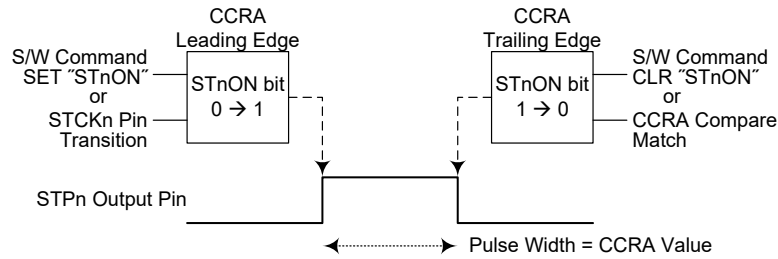 CCRA
Leading Edge
S/W Command
SET ˝STnON˝
or
STCKn Pin
Transition
STnON bit
0 → 1
CCRA
Trailing Edge
STnON bit
1 → 0
S/W Command
CLR ˝STnON˝
or
CCRA Compare
Match
STPn Output Pin
Pulse Width = CCRA Value